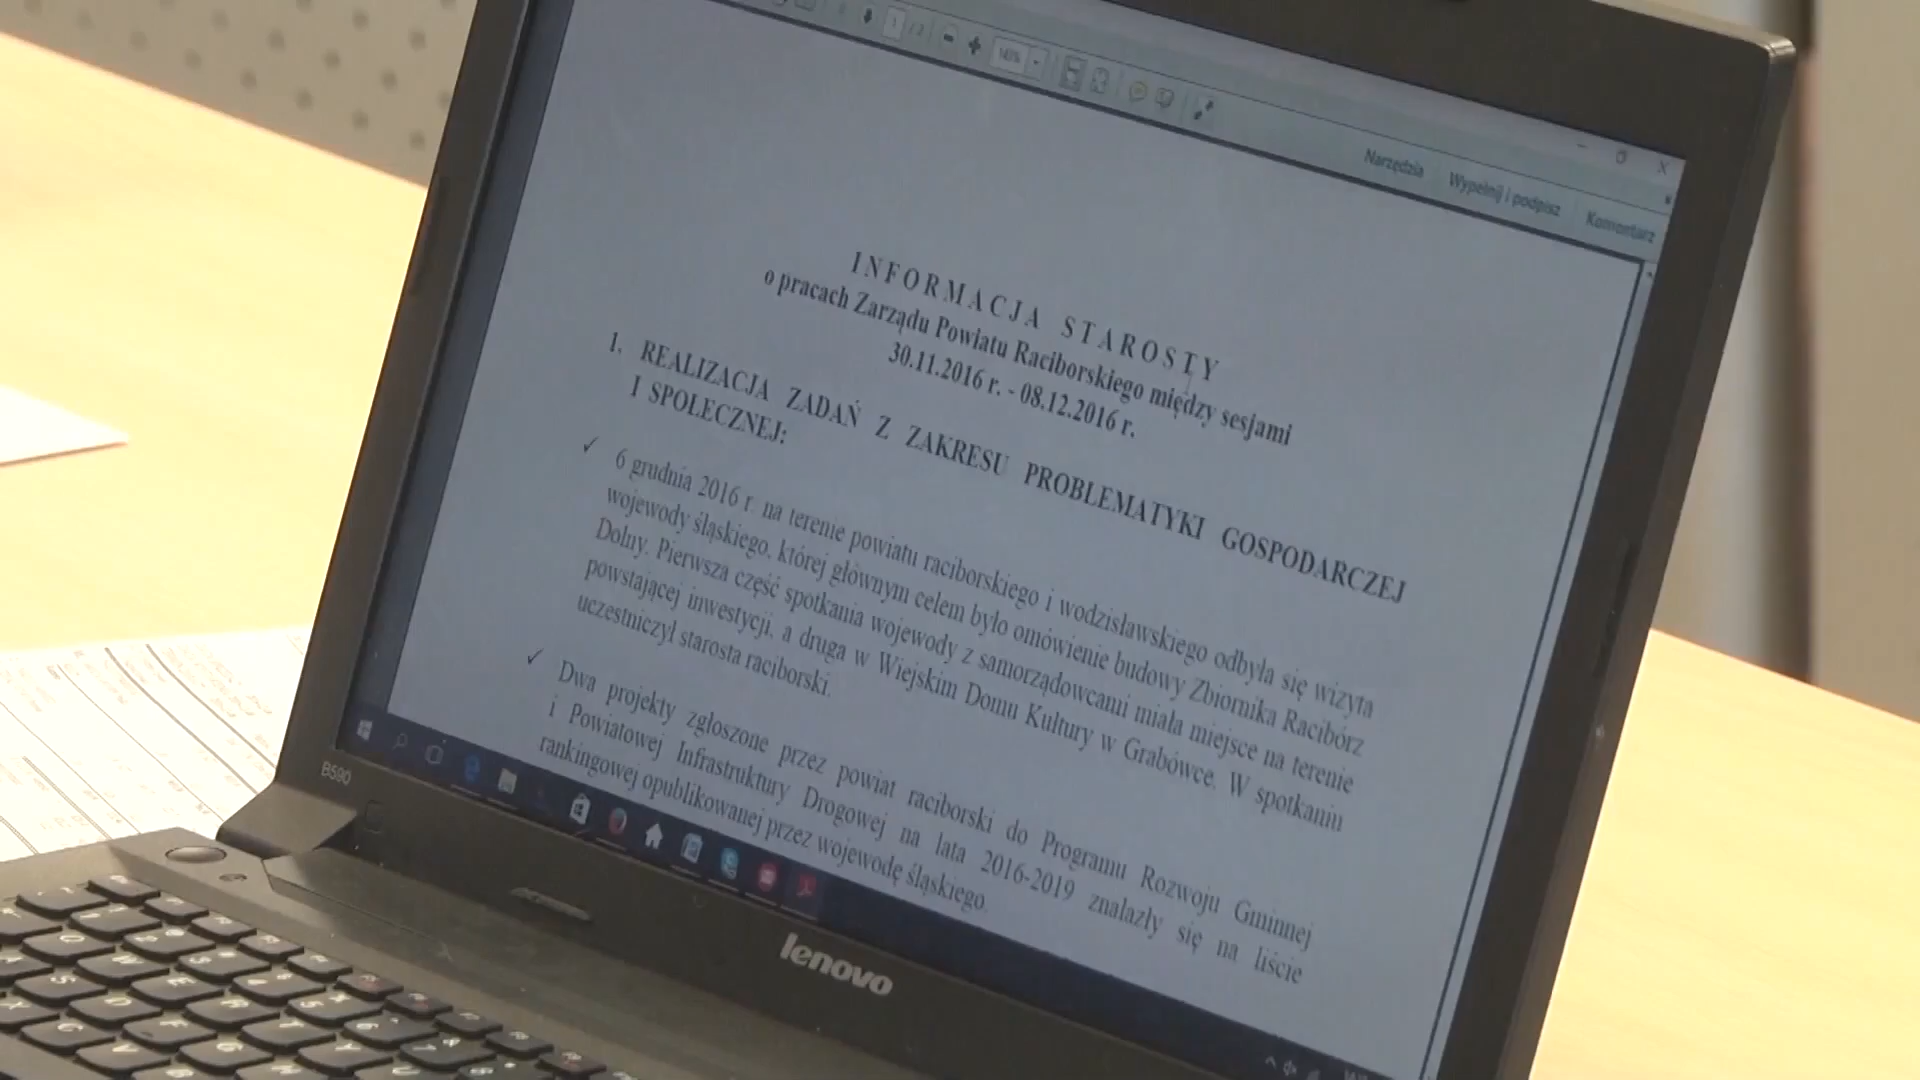 1 / 2
143%
Narzędzia Wypełnij i podpisz Komentarz
INFORMACJA STAROSTY
o pracach Zarządu Powiatu Raciborskiego między sesjami
30.11.2016 r. - 08.12.2016 r.
1. REALIZACJA ZADAŃ Z ZAKRESU PROBLEMATYKI GOSPODARCZEJ
I SPOŁECZNEJ:
✓ 6 grudnia 2016 r. na terenie powiatu raciborskiego i wodzisławskiego odbyła się wizyta
wojewody śląskiego, której głównym celem było omówienie budowy Zbiornika Racibórz
Dolny. Pierwsza część spotkania wojewody z samorządowcami miała miejsce na terenie
powstającej inwestycji, a druga w Wiejskim Domu Kultury w Grabówce. W spotkaniu
uczestniczył starosta raciborski.
✓ Dwa projekty zgłoszone przez powiat raciborski do Programu Rozwoju Gminnej
i Powiatowej Infrastruktury Drogowej na lata 2016-2019 znalazły się na liście
rankingowej opublikowanej przez wojewodę śląskiego.
B590
lenovo